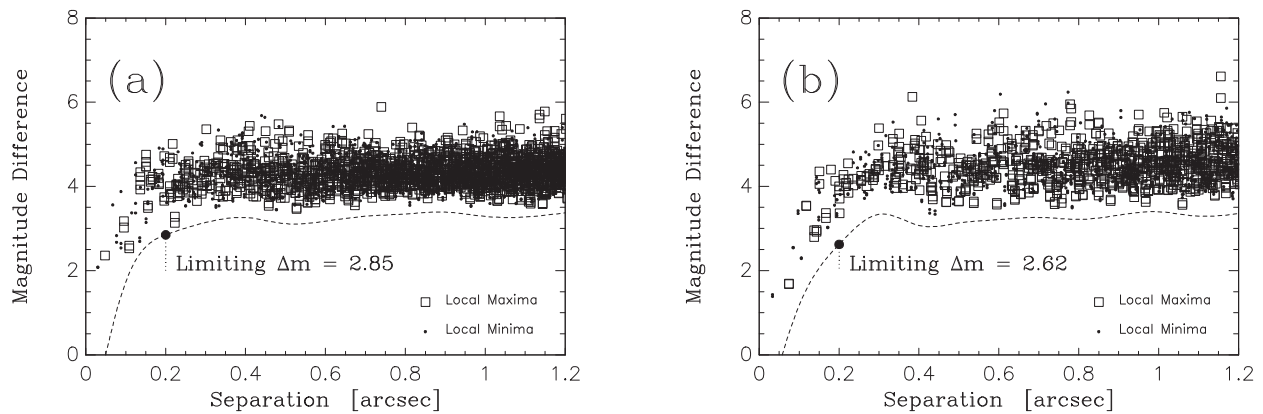 8
6
4
2
0
Magnitude Difference
(a)
Limiting Δm = 2.85
Local Maxima
Local Minima
0 0.2 0.4 0.6 0.8 1 1.2
Separation [arcsec]
8
6
4
2
0
Magnitude Difference
(b)
Limiting Δm = 2.62
Local Maxima
Local Minima
0 0.2 0.4 0.6 0.8 1 1.2
Separation [arcsec]